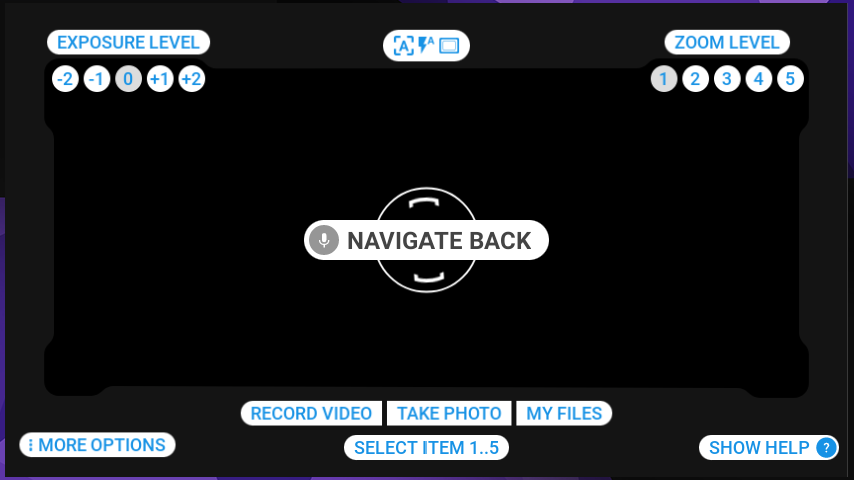 EXPOSURE LEVEL
A A
ZOOM LEVEL
-2 -1 0 +1 +2
1 2 3 4 5
NAVIGATE BACK
RECORD VIDEO TAKE PHOTO MY FILES
MORE OPTIONS
SELECT ITEM 1..5
SHOW HELP ?